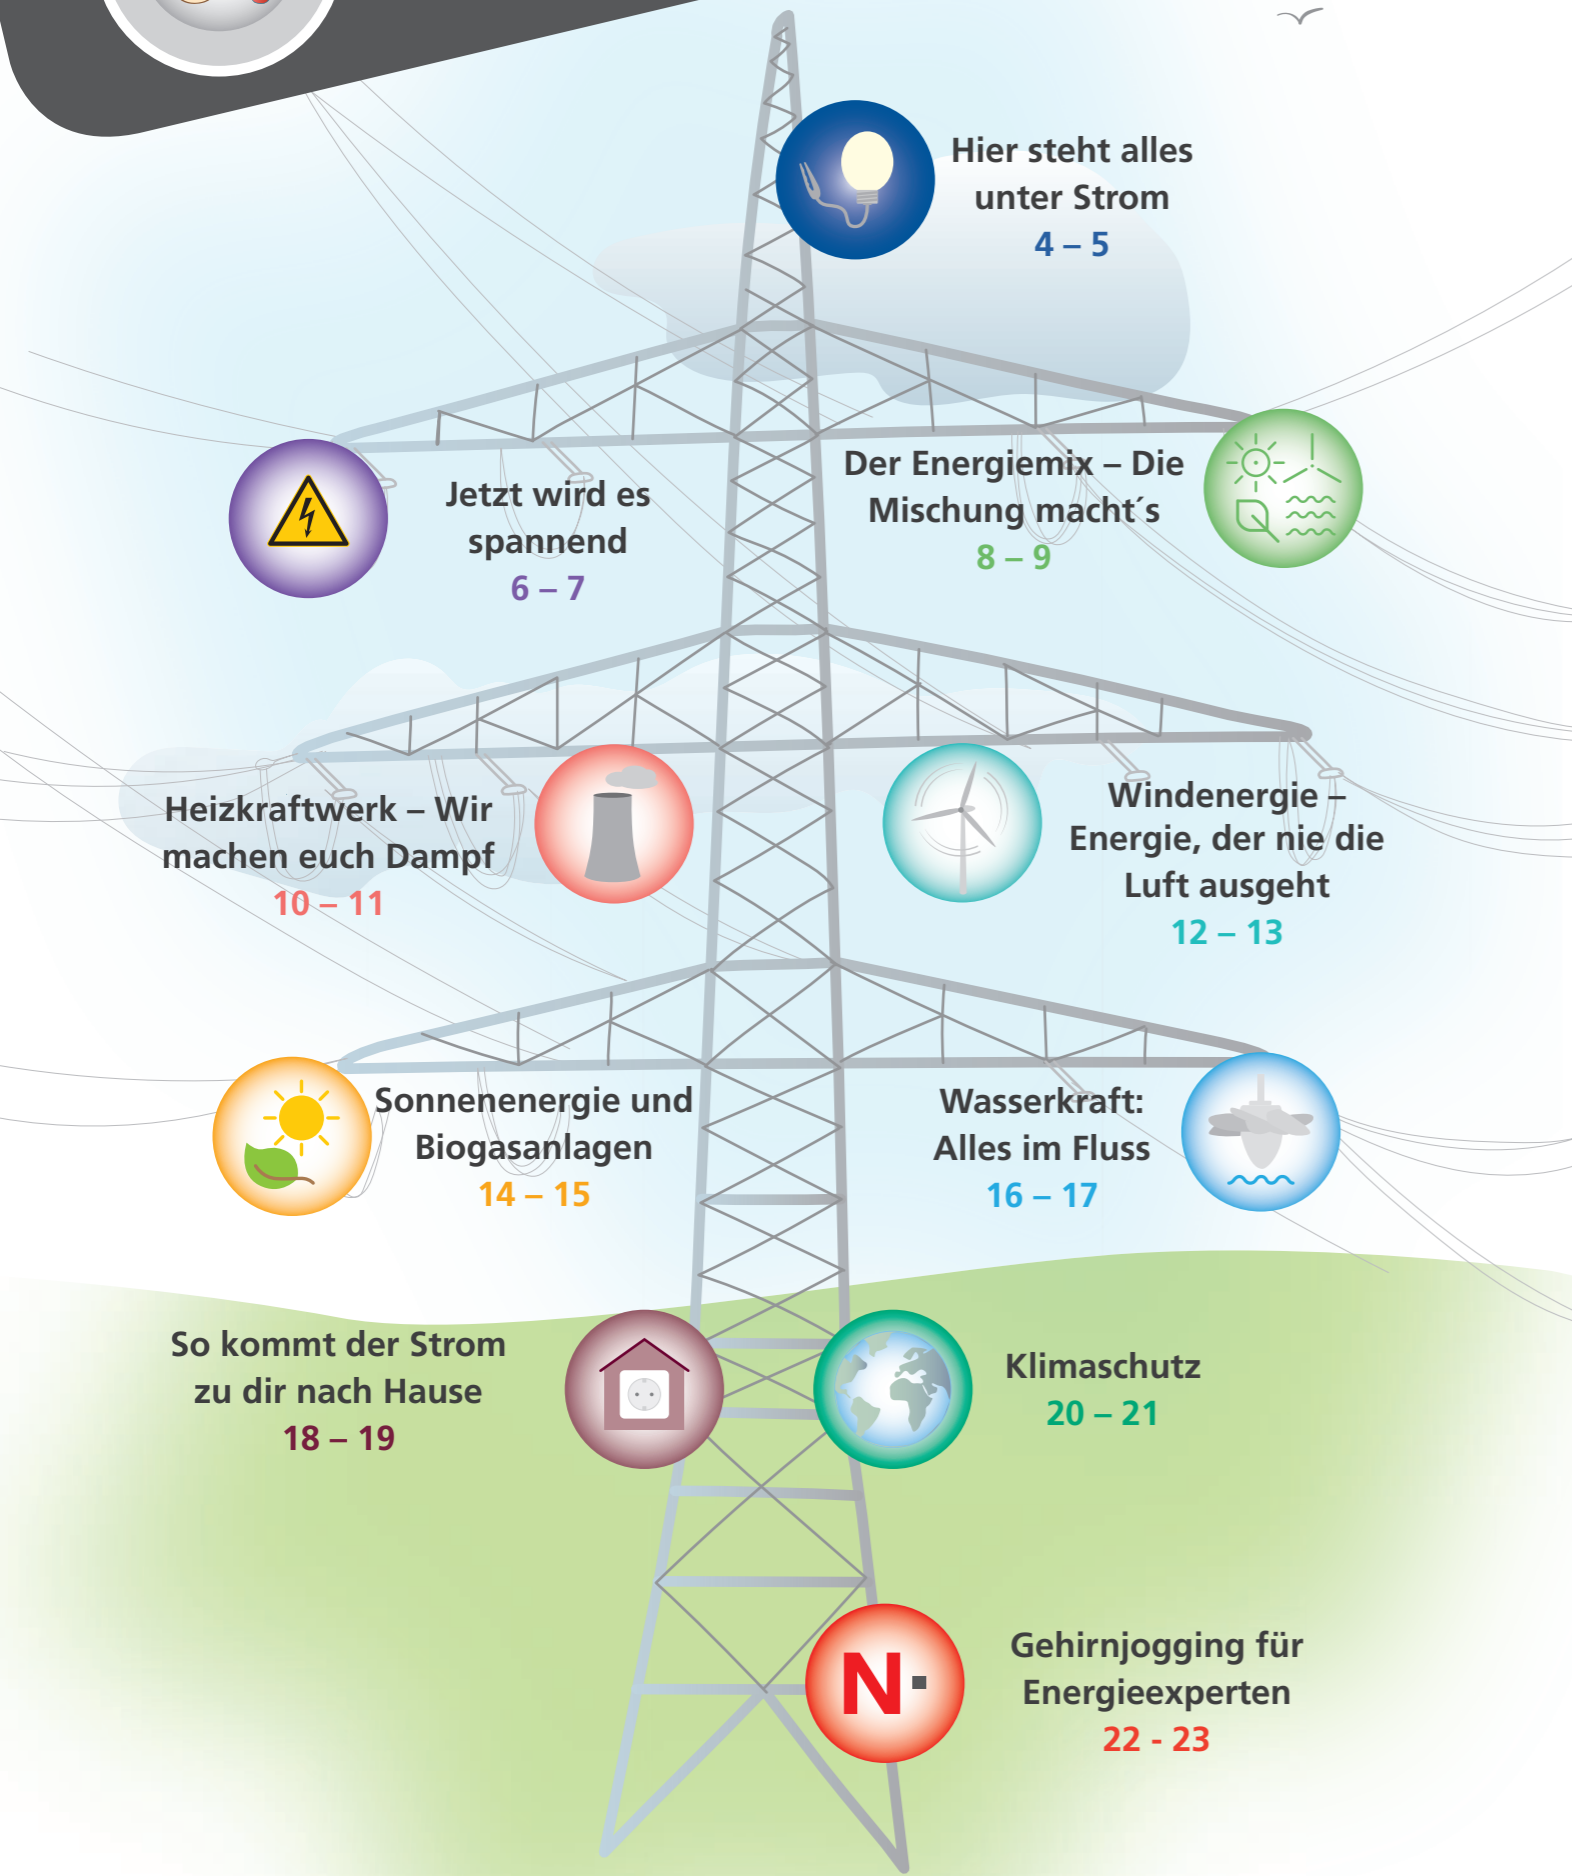 Hier steht alles
unter Strom
4 – 5
Jetzt wird es
spannend
6 – 7
Der Energiemix – Die
Mischung macht´s
8 – 9
Heizkraftwerk – Wir
machen euch Dampf
10 – 11
Windenergie –
Energie, der nie die
Luft ausgeht
12 – 13
Sonnenenergie und
Biogasanlagen
14 – 15
Wasserkraft:
Alles im Fluss
16 – 17
So kommt der Strom
zu dir nach Hause
18 – 19
Klimaschutz
20 – 21
N
Gehirnjogging für
Energieexperten
22 - 23